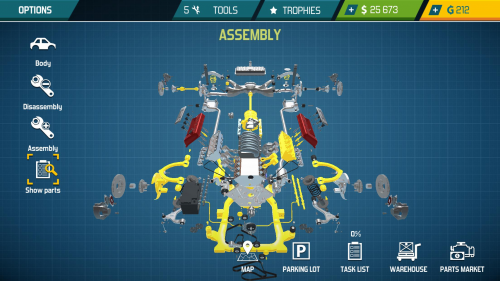 OPTIONS
5 TOOLS
TROPHIES
+ $ 25 673
+ G 212
ASSEMBLY
Body
Disassembly
Assembly
Show parts
0%
MAP
PARKING LOT
TASK LIST
WAREHOUSE
PARTS MARKET